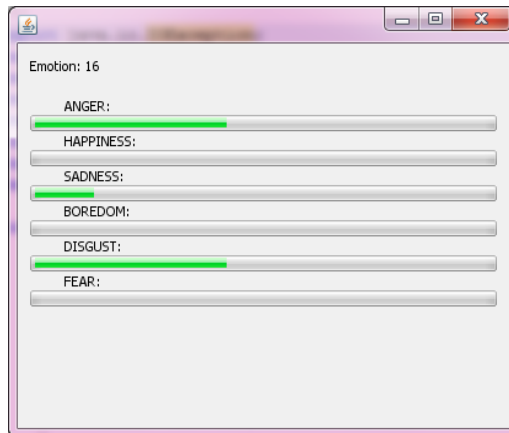 Emotion: 16
ANGER:
HAPPINESS:
SADNESS:
BOREDOM:
DISGUST:
FEAR: